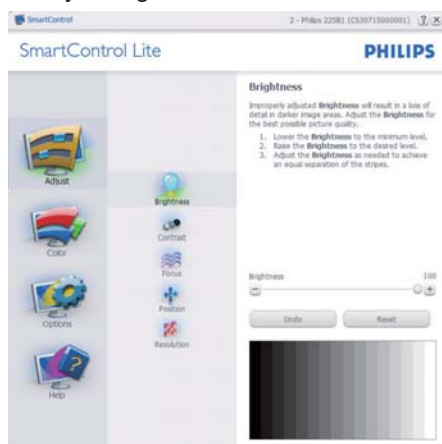 SmartControl
2 - Philips 225B1 (CS30715000001)
SmartControl Lite
PHILIPS
Adjust
Color
Options
Help
Brightness
Contrast
Focus
Position
Resolution
Brightness
Improperly adjusted Brightness will result in a loss of
detail in darker image areas. Adjust the Brightness for
the best possible picture quality.
1. Lower the Brightness to the minimum level.
2. Raise the Brightness to the desired level.
3. Adjust the Brightness as needed to achieve
an equal separation of the stripes.
Brightness 100
Undo Reset